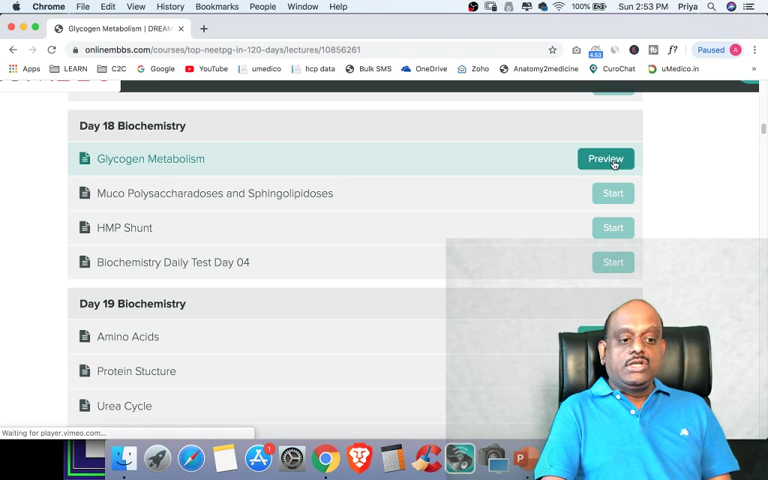 Chrome File Edit View History Bookmarks People Window Help 100% Sun 2:53 PM Priya
Glycogen Metabolism | DREAM
onlinembbs.com/courses/top-neetpg-in-120-days/lectures/10856261 4.53 f? Paused A
Apps LEARN C2C Google YouTube umedico hcp data Bulk SMS OneDrive Zoho Anatomy2medicine CuroChat uMedico.in
Day 18 Biochemistry
Glycogen Metabolism Preview
Muco Polysaccharadoses and Sphingolipidoses Start
HMP Shunt Start
Biochemistry Daily Test Day 04 Start
Day 19 Biochemistry
Amino Acids
Protein Stucture
Urea Cycle
Waiting for player.vimeo.com...